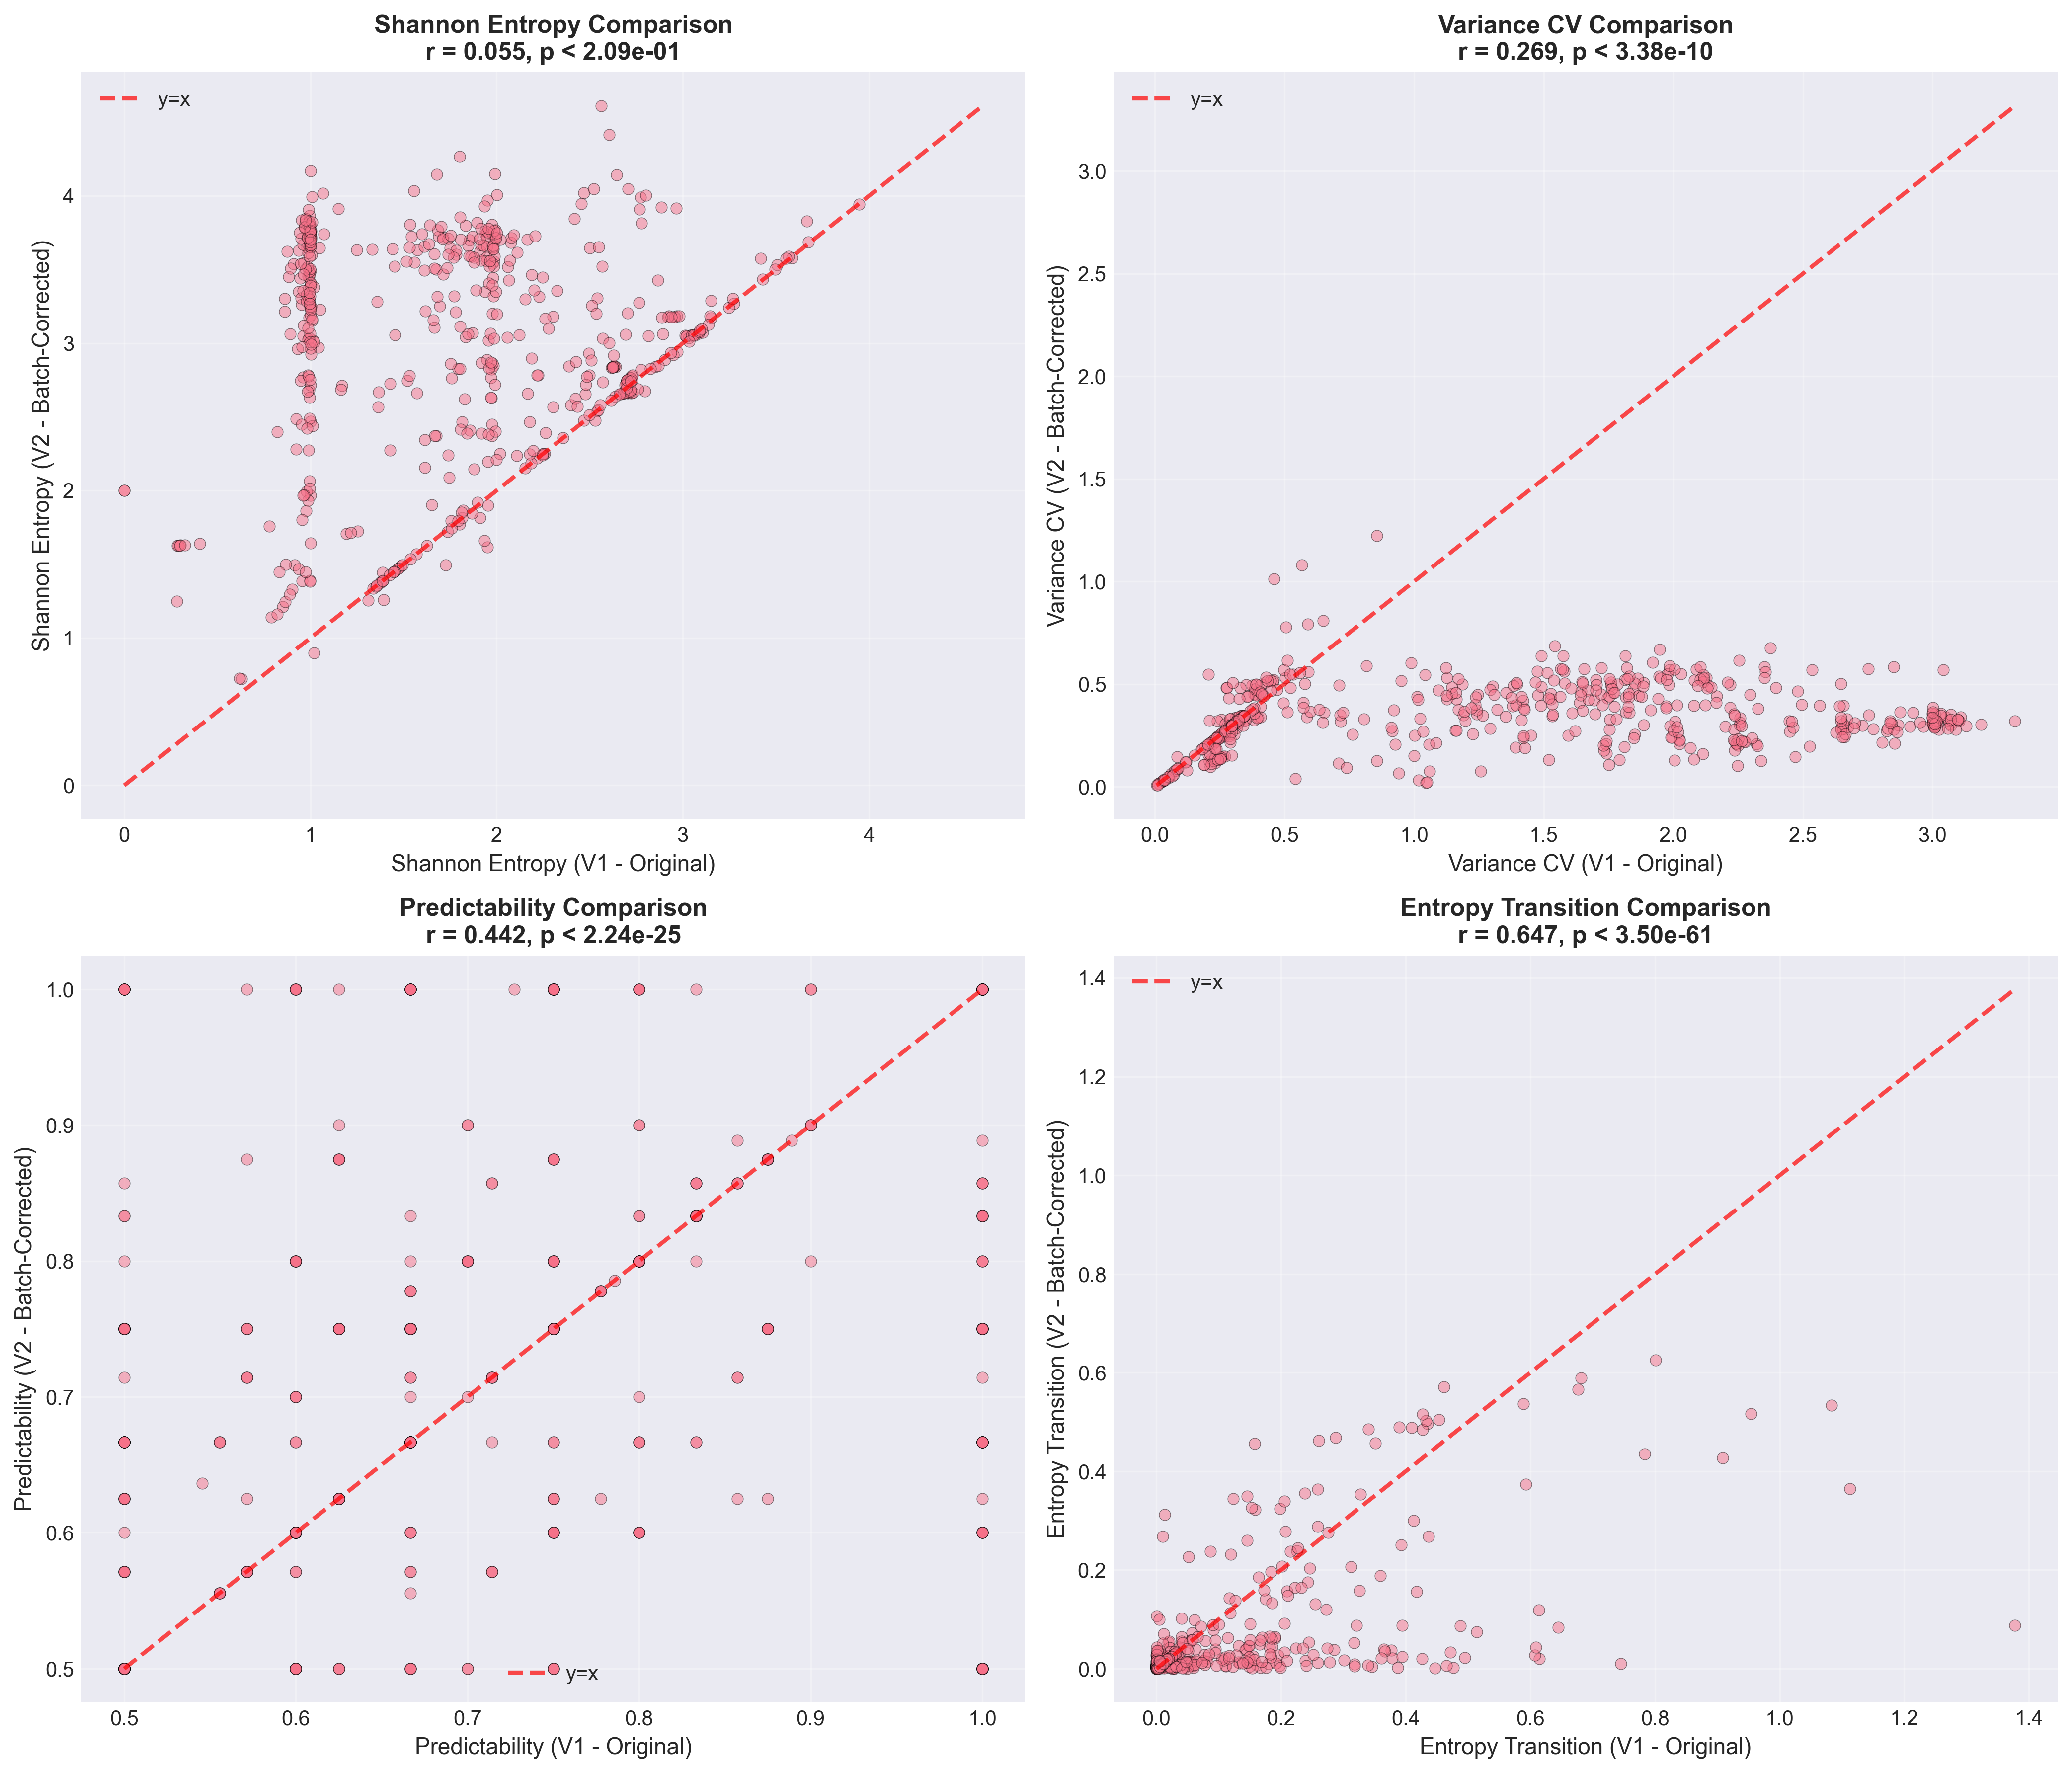 Shannon Entropy Comparison
r = 0.055, p < 2.09e-01
y=x
4
3
2
1
0
Shannon Entropy (V2 - Batch-Corrected)
0 1 2 3 4
Shannon Entropy (V1 - Original)
Variance CV Comparison
r = 0.269, p < 3.38e-10
y=x
3.0
2.5
2.0
1.5
1.0
0.5
0.0
Variance CV (V2 - Batch-Corrected)
0.0 0.5 1.0 1.5 2.0 2.5 3.0
Variance CV (V1 - Original)
Predictability Comparison
r = 0.442, p < 2.24e-25
1.0
0.9
0.8
0.7
0.6
0.5
Predictability (V2 - Batch-Corrected)
y=x
0.5 0.6 0.7 0.8 0.9 1.0
Predictability (V1 - Original)
Entropy Transition Comparison
r = 0.647, p < 3.50e-61
y=x
1.4
1.2
1.0
0.8
0.6
0.4
0.2
0.0
Entropy Transition (V2 - Batch-Corrected)
0.0 0.2 0.4 0.6 0.8 1.0 1.2 1.4
Entropy Transition (V1 - Original)